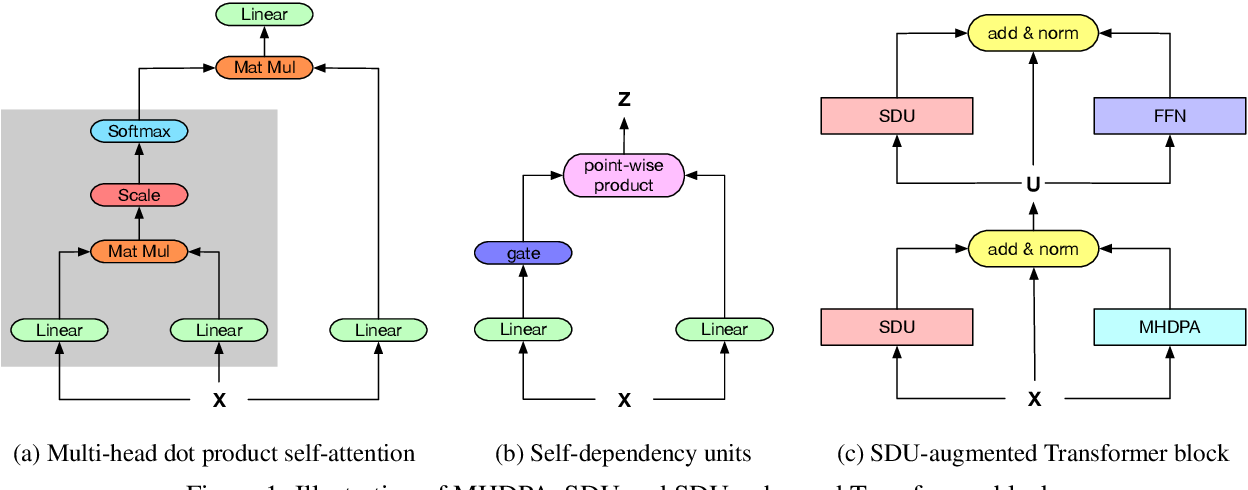 Linear
Mat Mul
Softmax
Scale
Mat Mul
Linear
Linear
Linear
X
(a) Multi-head dot product self-attention
Z
point-wise
product
gate
Linear
Linear
X
(b) Self-dependency units
add & norm
SDU
FFN
U
add & norm
SDU
MHDPA
X
(c) SDU-augmented Transformer block